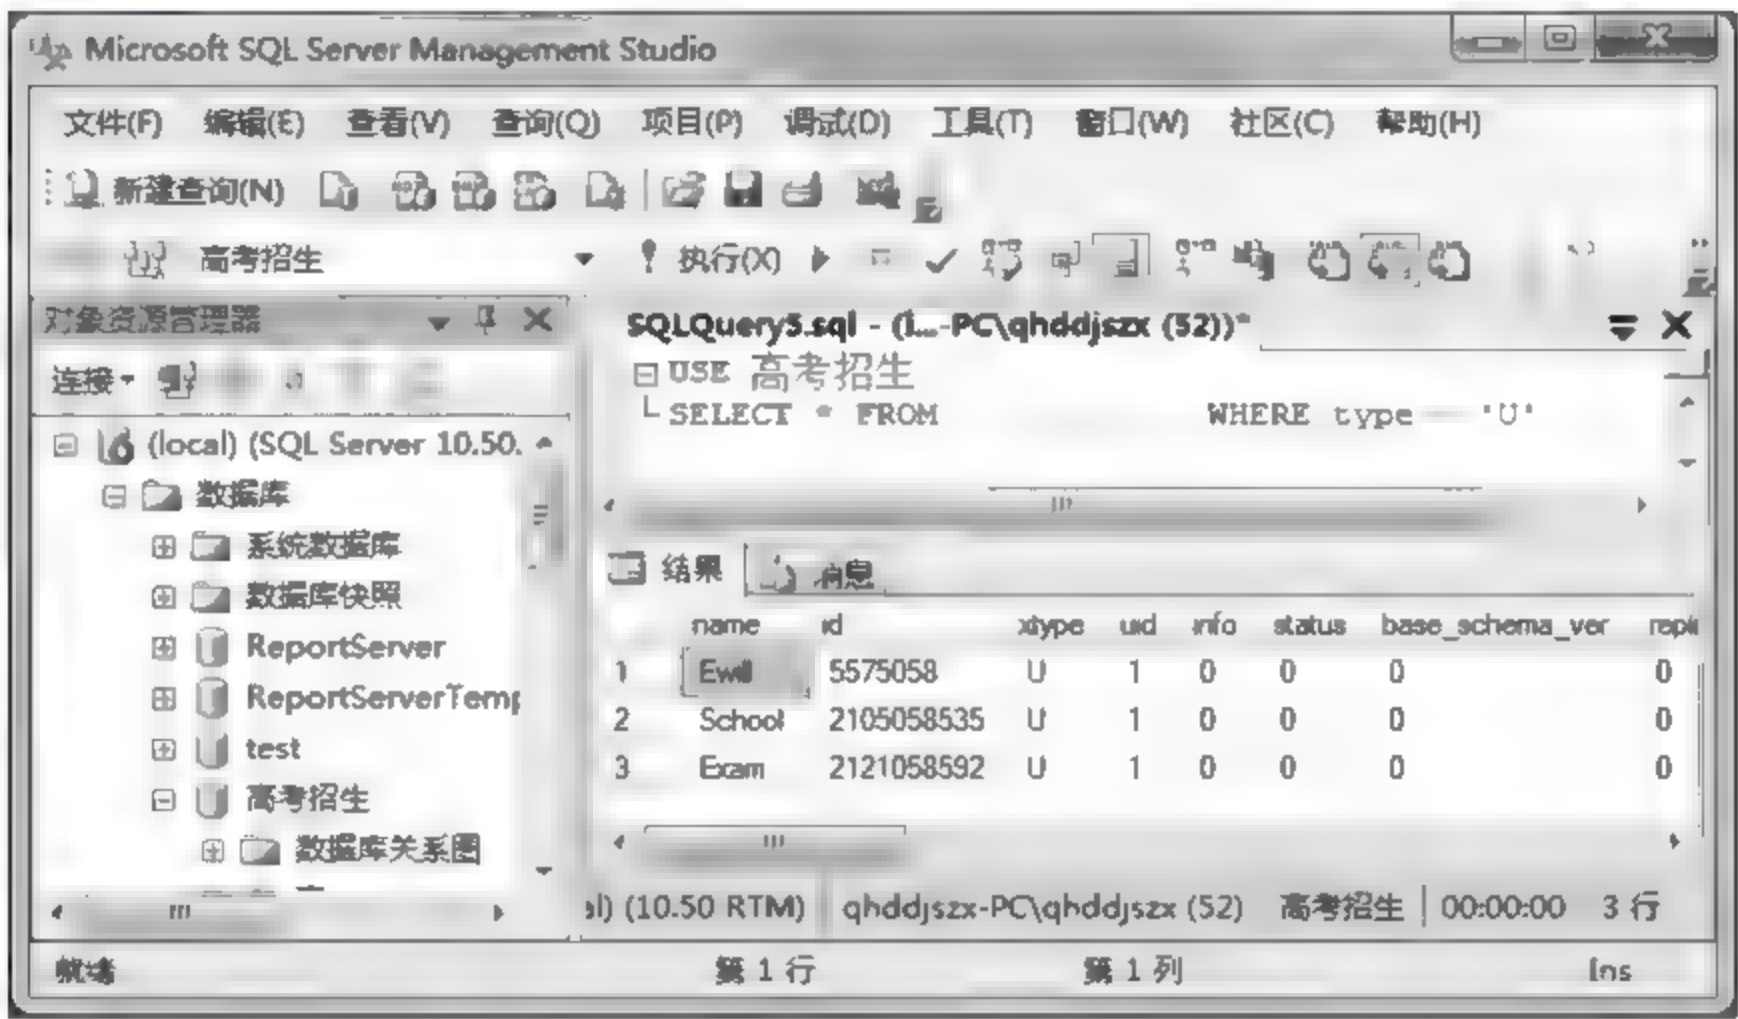 Microsoft SQL Server Management Studio
文件(F) 编辑(E) 查看(V) 查询(Q) 项目(P) 调试(D) 工具(T) 窗口(W) 社区(C) 帮助(H)
新建查询(N)
高考招生 执行(X)
对象资源管理器
连接
(local) (SQL Server 10.50.
数据库
系统数据库
数据库快照
ReportServer
ReportServerTemp
test
高考招生
数据库关系图
SQLQuery5.sql - (l...-PC\qhddjszx (52))*
USE 高考招生
SELECT * FROM WHERE type 'U'
结果 消息
name id xtype uid info status base_schema_ver repl
1 Ewill 5575058 U 1 0 0 0 0
2 School 2105058535 U 1 0 0 0 0
3 Exam 2121058592 U 1 0 0 0 0
al) (10.50 RTM) qhddjszx-PC\qhddjszx (52) 高考招生 00:00:00 3 行
就绪 第 1 行 第 1 列 Ins